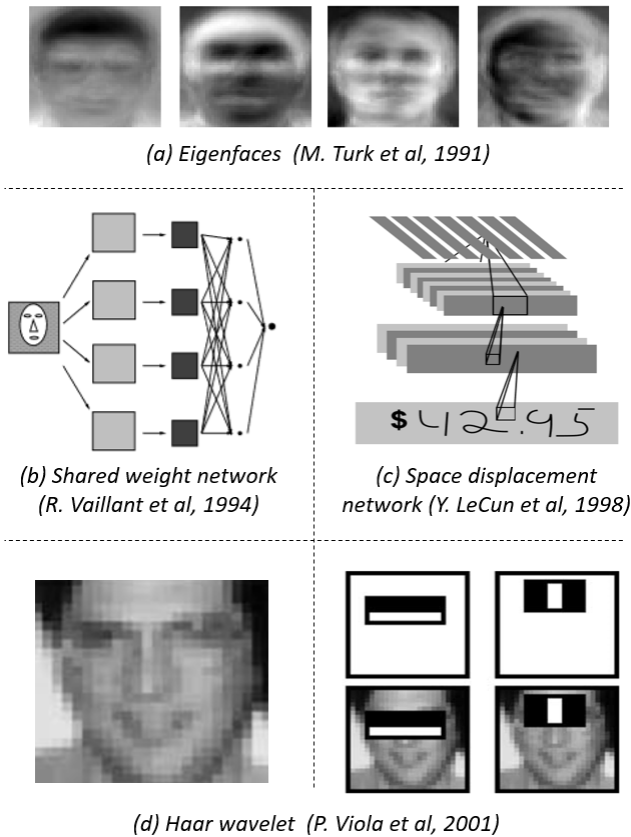 (a) Eigenfaces (M. Turk et al, 1991)
(b) Shared weight network
(R. Vaillant et al, 1994)
$42.95
(c) Space displacement
network (Y. LeCun et al, 1998)
(d) Haar wavelet (P. Viola et al, 2001)